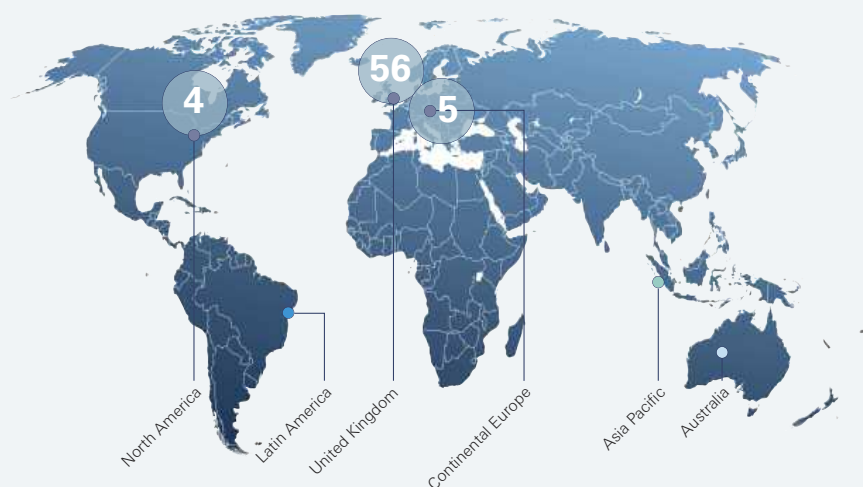 56
4
5
North America
Latin America
United Kingdom
Continental Europe
Asia Pacific
Australia